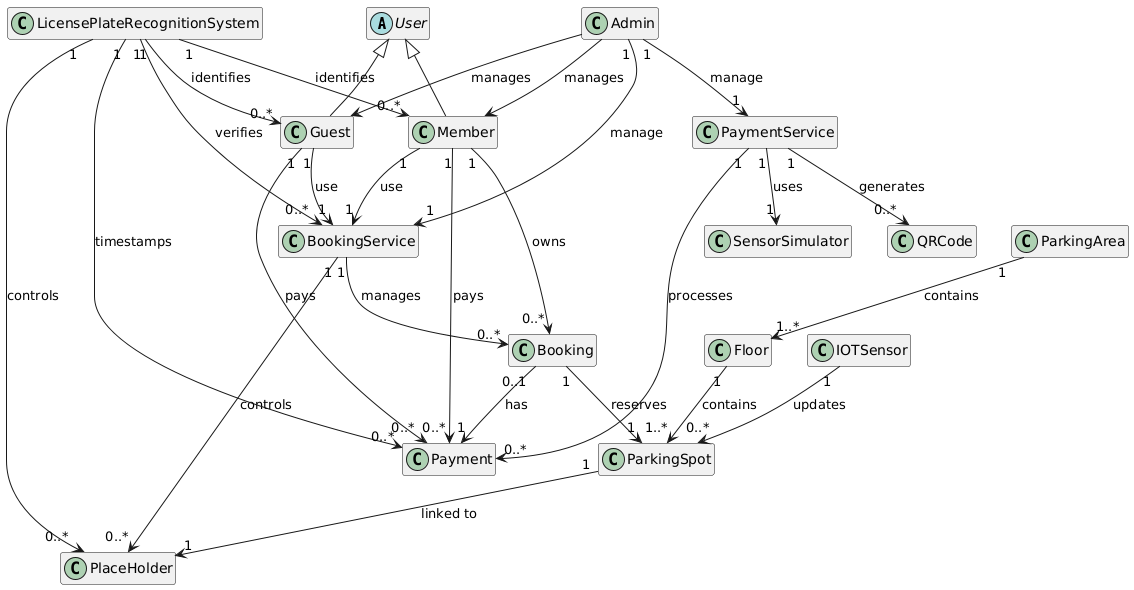 C LicensePlateRecognitionSystem
A User
C Admin
1 1 1 1 1
1 1
identifies identifies manages manages manage
0..* 0..* 1
C Guest
C Member
C PaymentService
verifies manage
1 1 1 1 1
1 1 1
use use uses generates
0..* 1 1 1 1 0..*
C BookingService
C SensorSimulator
C QRCode
C ParkingArea
timestamps owns
1 1 1
controls pays manages pays processes contains
0..* 0..* 1..*
C Booking
C Floor
C IOTSensor
0..1 1 1 1
controls has reserves contains updates
0..* 0..* 0..* 1 0..* 1 1..* 0..*
C Payment
C ParkingSpot
1
linked to
0..* 0..* 1
C PlaceHolder